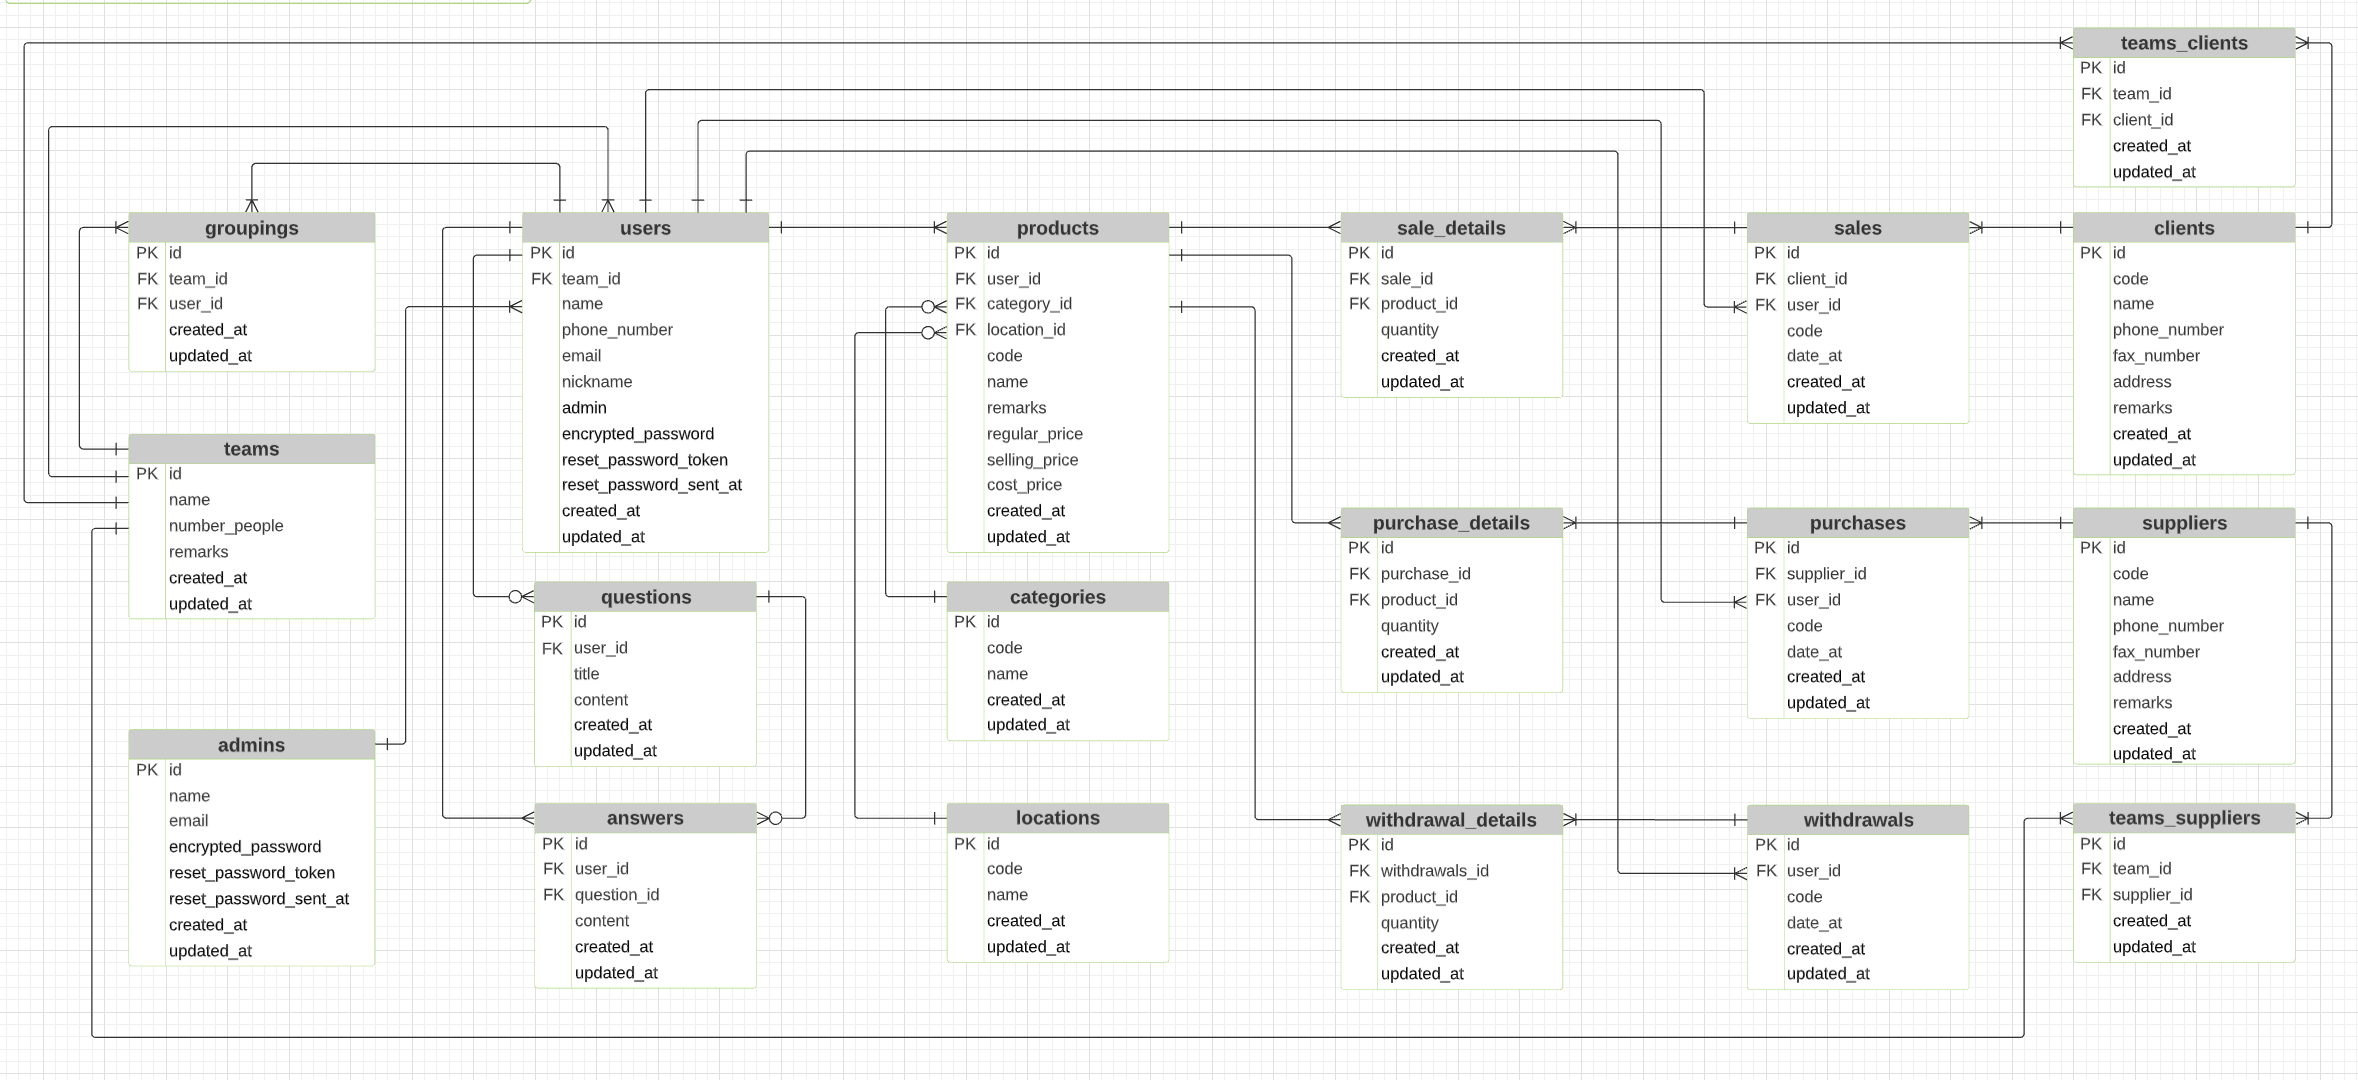 teams_clients
PK id
FK team_id
FK client_id
created_at
updated_at
groupings
PK id
FK team_id
FK user_id
created_at
updated_at
users
PK id
FK team_id
name
phone_number
email
nickname
admin
encrypted_password
reset_password_token
reset_password_sent_at
created_at
updated_at
products
PK id
FK user_id
FK category_id
FK location_id
code
name
remarks
regular_price
selling_price
cost_price
created_at
updated_at
sale_details
PK id
FK sale_id
FK product_id
quantity
created_at
updated_at
sales
PK id
FK client_id
FK user_id
code
date_at
created_at
updated_at
clients
PK id
code
name
phone_number
fax_number
address
remarks
created_at
updated_at
teams
PK id
name
number_people
remarks
created_at
updated_at
purchase_details
PK id
FK purchase_id
FK product_id
quantity
created_at
updated_at
purchases
PK id
FK supplier_id
FK user_id
code
date_at
created_at
updated_at
suppliers
PK id
code
name
phone_number
fax_number
address
remarks
created_at
updated_at
questions
PK id
FK user_id
title
content
created_at
updated_at
categories
PK id
code
name
created_at
updated_at
admins
PK id
name
email
encrypted_password
reset_password_token
reset_password_sent_at
created_at
updated_at
answers
PK id
FK user_id
FK question_id
content
created_at
updated_at
locations
PK id
code
name
created_at
updated_at
withdrawal_details
PK id
FK withdrawals_id
FK product_id
quantity
created_at
updated_at
withdrawals
PK id
FK user_id
code
date_at
created_at
updated_at
teams_suppliers
PK id
FK team_id
FK supplier_id
created_at
updated_at